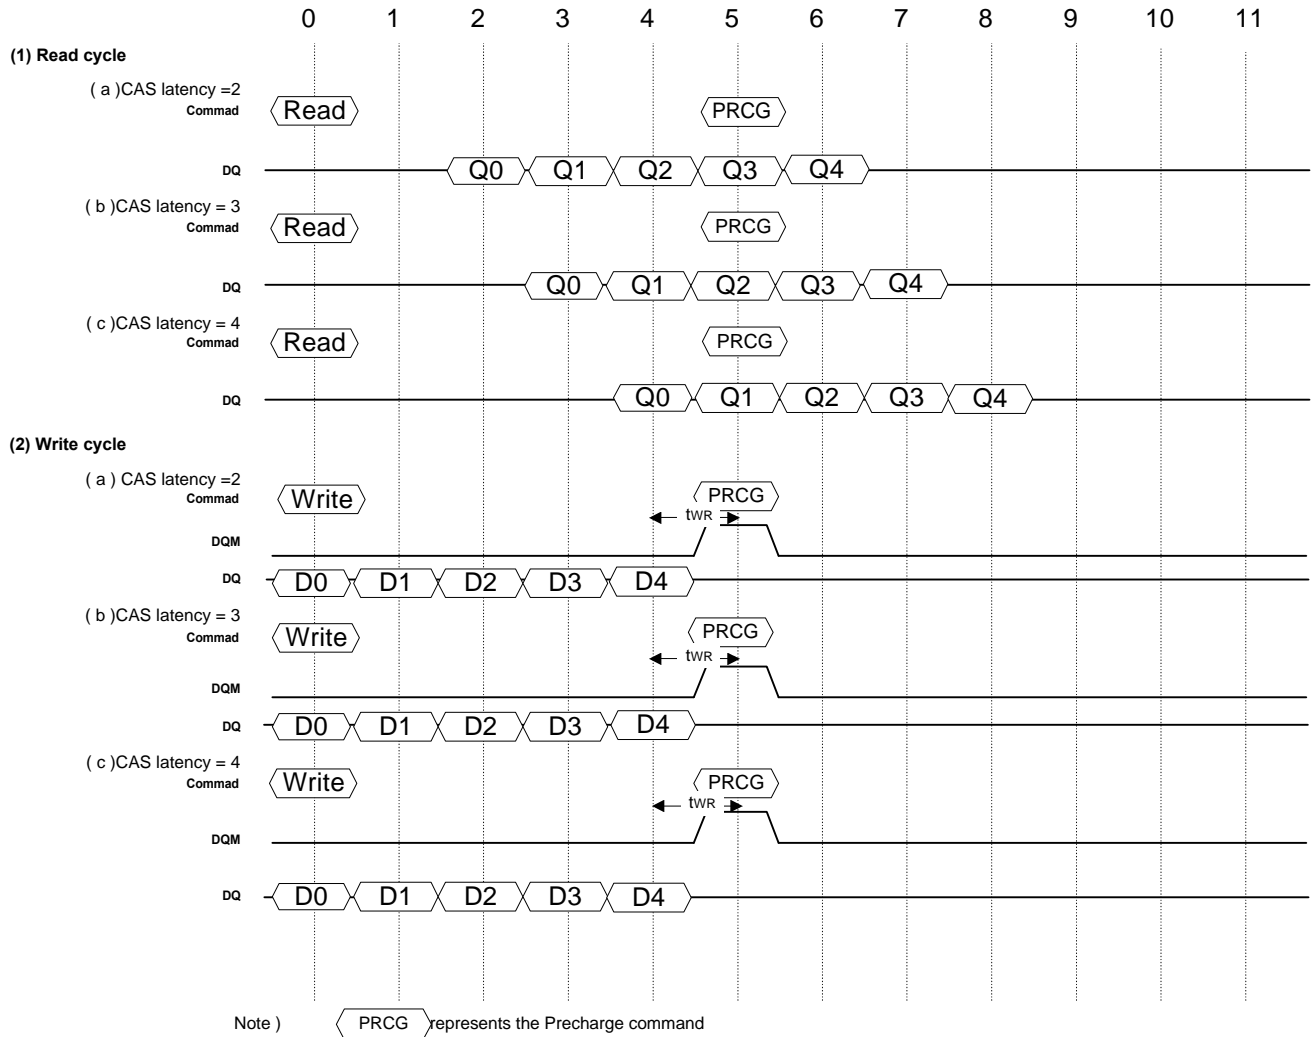 0 1 2 3 4 5 6 7 8 9 10 11
(1) Read cycle
( a )CAS latency =2
Commad Read PRCG
DQ Q0 Q1 Q2 Q3 Q4
( b )CAS latency = 3
Commad Read PRCG
DQ Q0 Q1 Q2 Q3 Q4
( c )CAS latency = 4
Commad Read PRCG
DQ Q0 Q1 Q2 Q3 Q4
(2) Write cycle
( a ) CAS latency =2
Commad Write PRCG
tWR
DQM
DQ D0 D1 D2 D3 D4
( b )CAS latency = 3
Commad Write PRCG
tWR
DQM
DQ D0 D1 D2 D3 D4
( c )CAS latency = 4
Commad Write PRCG
tWR
DQM
DQ D0 D1 D2 D3 D4
Note ) PRCG represents the Precharge command